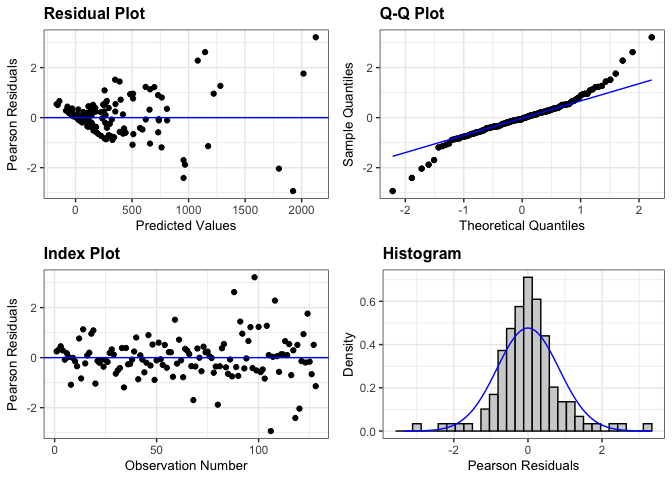 Residual Plot
Pearson Residuals
2
0
-2
0
500
1000
1500
2000
Predicted Values
Q-Q Plot
Sample Quantiles
2
0
-2
-2
-1
0
1
2
Theoretical Quantiles
Index Plot
Pearson Residuals
2
0
-2
0
50
100
Observation Number
Histogram
Density
0.6
0.4
0.2
0.0
-2
0
2
Pearson Residuals